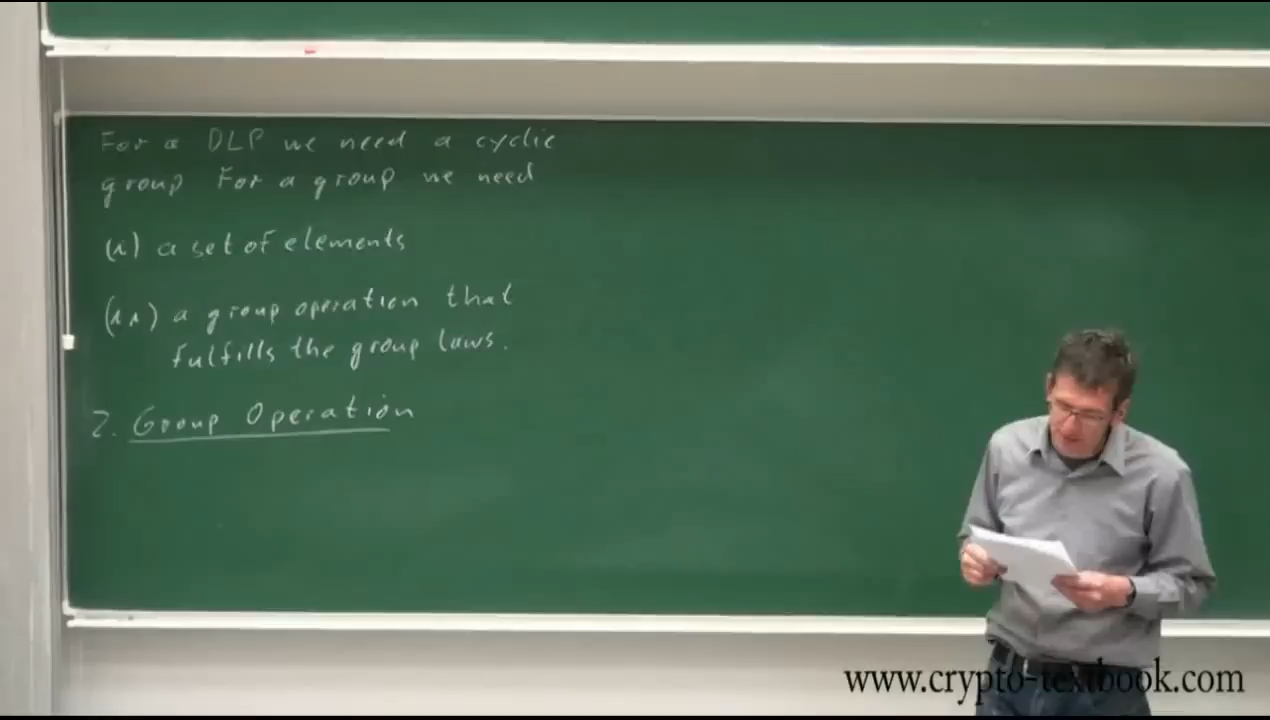 For a DLP we need a cyclic
group For a group we need
(i) a set of elements
(ii) a group operation that
fulfills the group laws.
2. Group Operation
www.crypto-textbook.com